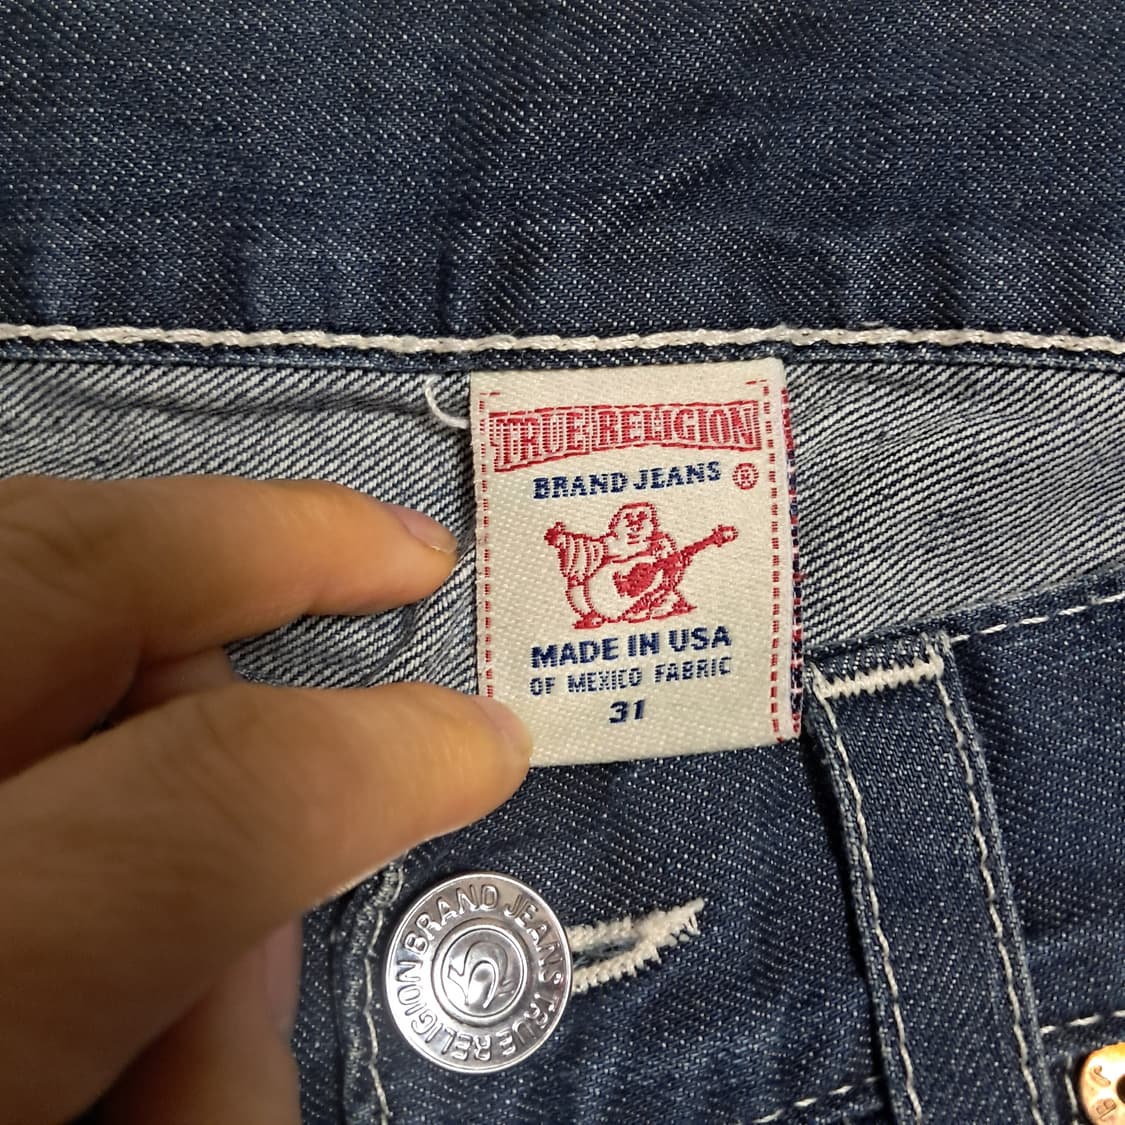 TRUE RELIGION
BRAND JEANS ®
MADE IN USA
OF MEXICO FABRIC
31
TRUE RELIGION BRAND JEANS